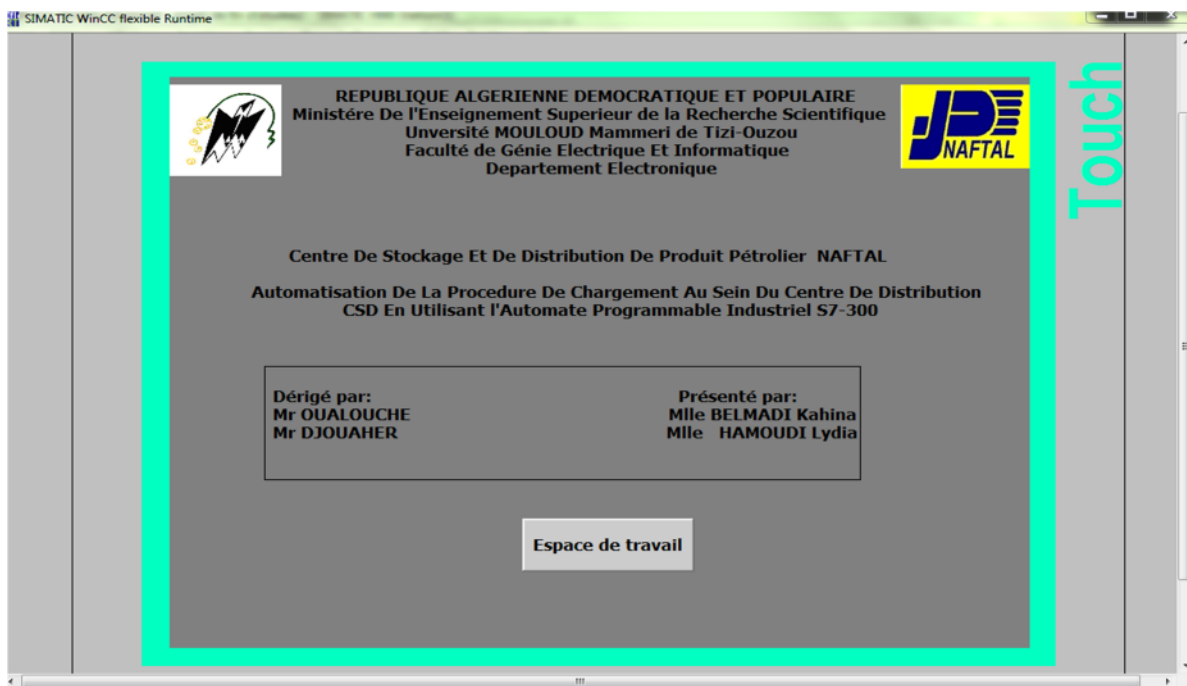 SIMATIC WinCC flexible Runtime
Touch
REPUBLIQUE ALGERIENNE DEMOCRATIQUE ET POPULAIRE
Ministére De l'Enseignement Superieur de la Recherche Scientifique
Unversité MOULOUD Mammeri de Tizi-Ouzou
Faculté de Génie Electrique Et Informatique
Departement Electronique
NAFTAL
Centre De Stockage Et De Distribution De Produit Pétrolier NAFTAL
Automatisation De La Procedure De Chargement Au Sein Du Centre De Distribution
CSD En Utilisant l'Automate Programmable Industriel S7-300
Dérigé par:
Mr OUALOUCHE
Mr DJOUAHER
Présenté par:
Mlle BELMADI Kahina
Mlle HAMOUDI Lydia
Espace de travail